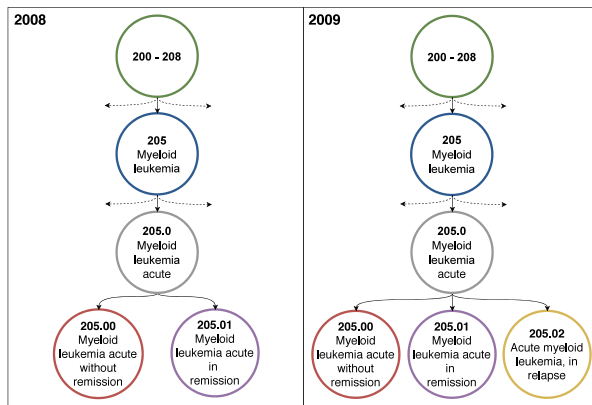 2008
200 - 208
205
Myeloid
leukemia
205.0
Myeloid
leukemia
acute
205.00
Myeloid
leukemia acute
without
remission
205.01
Myeloid
leukemia acute
in
remission
2009
200 - 208
205
Myeloid
leukemia
205.0
Myeloid
leukemia
acute
205.00
Myeloid
leukemia acute
without
remission
205.01
Myeloid
leukemia acute
in
remission
205.02
Acute myeloid
leukemia, in
relapse